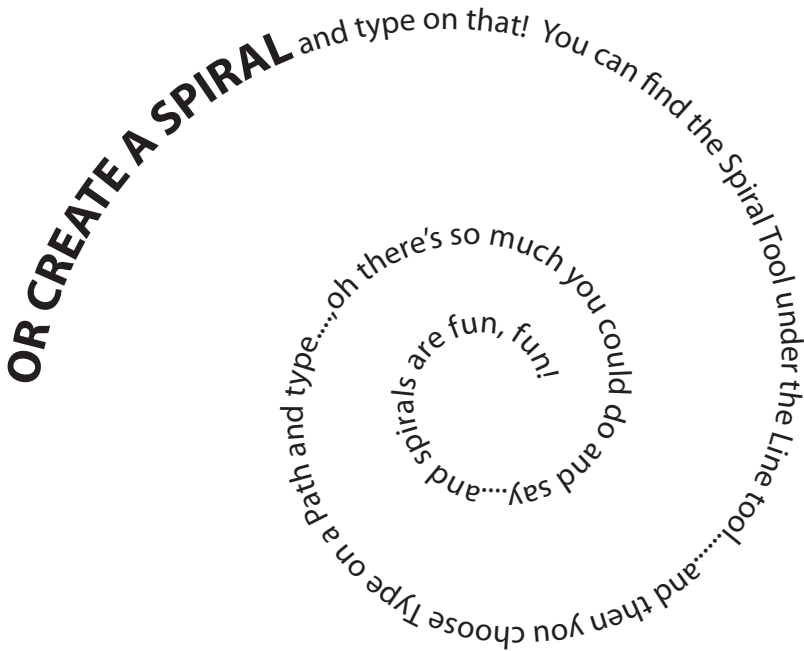 OR CREATE A SPIRAL and type on that!  You can find the Spiral Tool under the Line tool......and then you choose Type on a Path and type....,oh there’s so much you could do and say....and spirals are fun, fun!